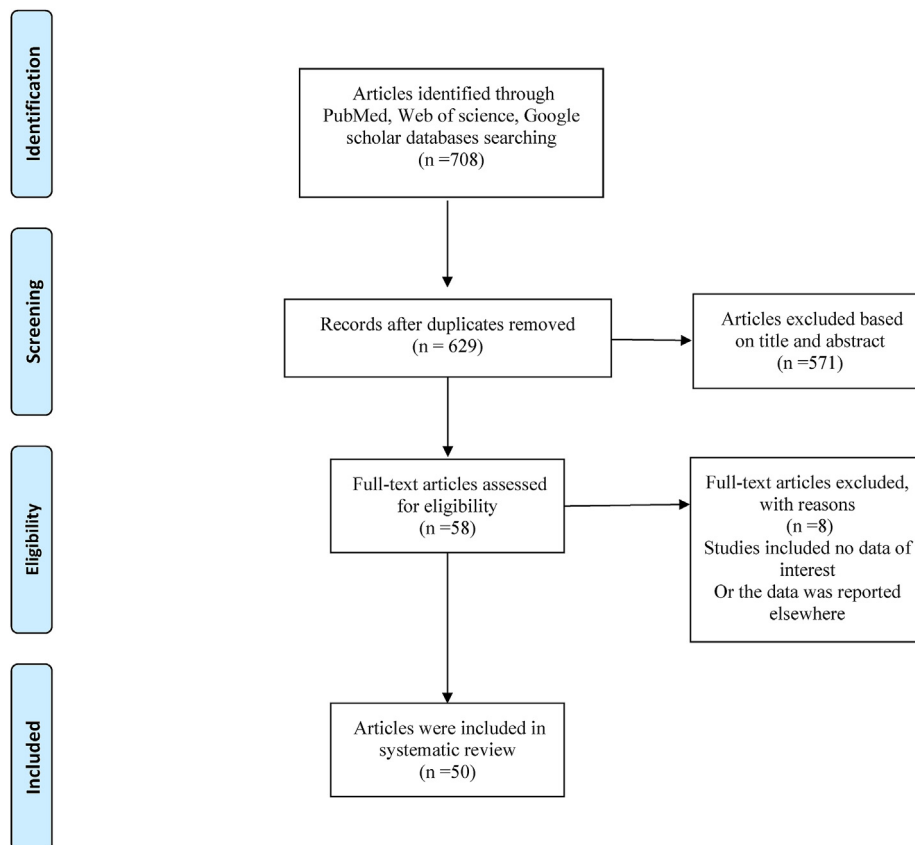 Identification
Articles identified through
PubMed, Web of science, Google
scholar databases searching
(n =708)
Screening
Records after duplicates removed
(n = 629)
Articles excluded based
on title and abstract
(n =571)
Eligibility
Full-text articles assessed
for eligibility
(n =58)
Full-text articles excluded,
with reasons
(n =8)
Studies included no data of
interest
Or the data was reported
elsewhere
Included
Articles were included in
systematic review
(n =50)